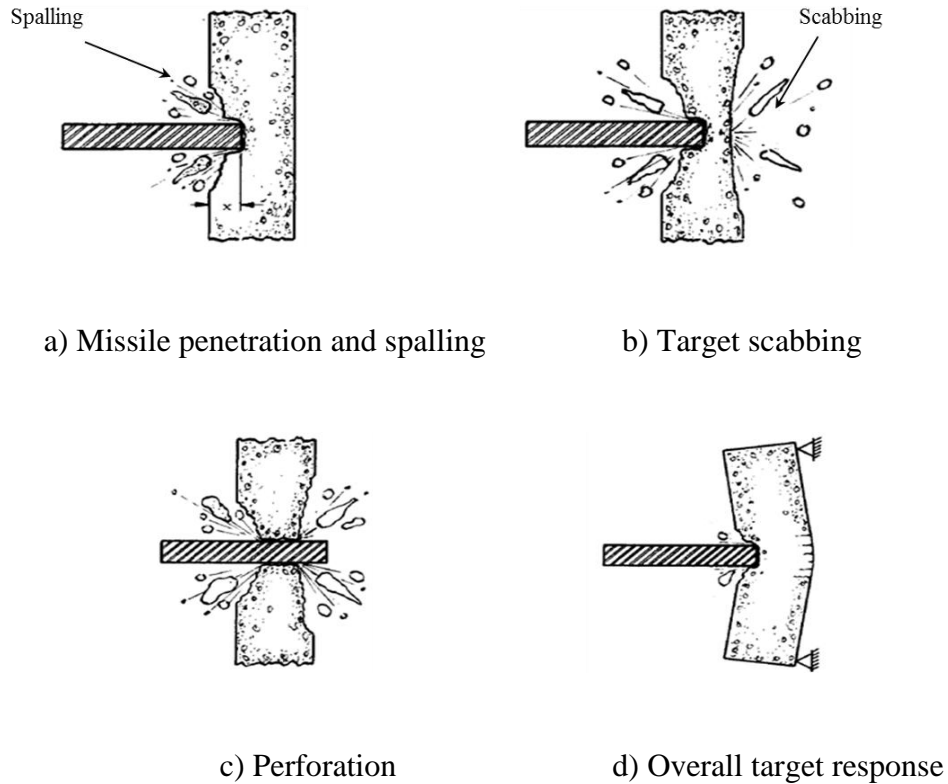 Spalling
Scabbing
x
a) Missile penetration and spalling
b) Target scabbing
c) Perforation
d) Overall target response